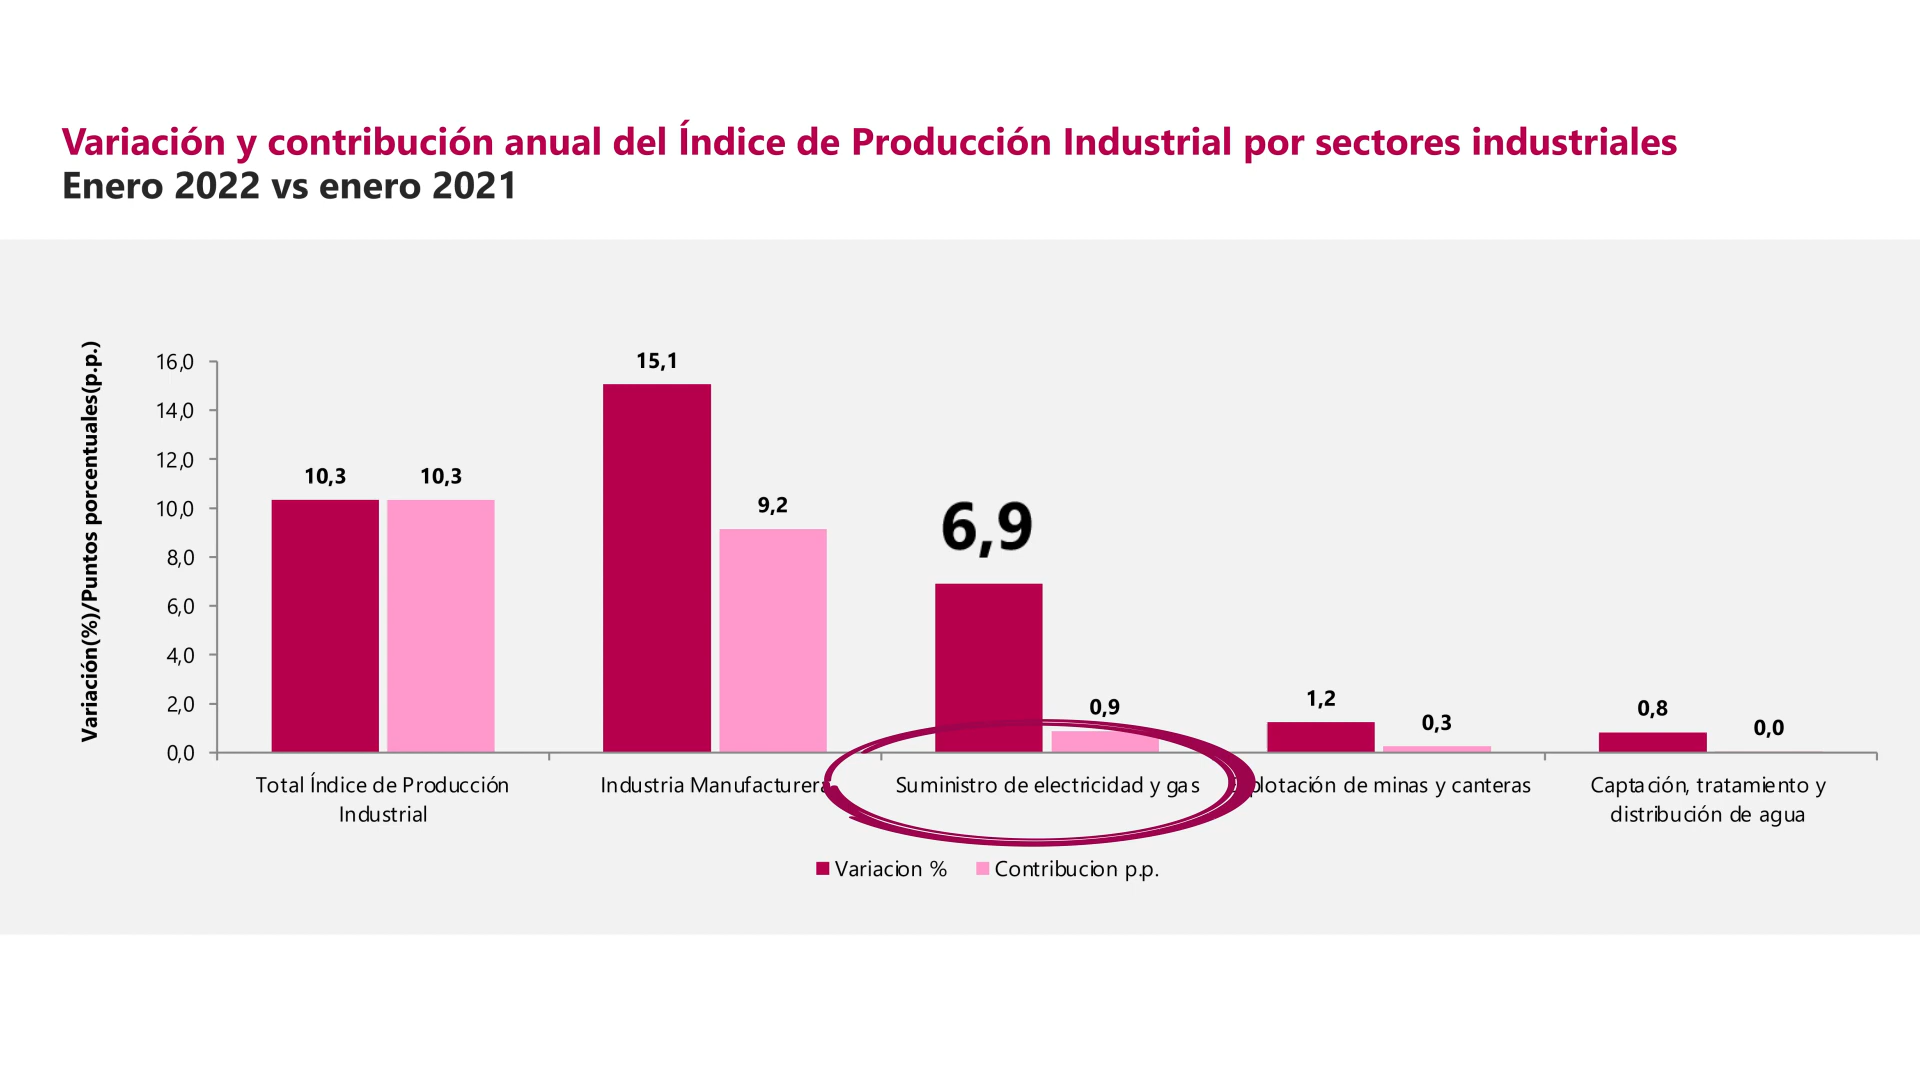 Variación y contribución anual del Índice de Producción Industrial por sectores industriales
Enero 2022 vs enero 2021
Variación(%)/Puntos porcentuales(p.p.)
16,0
14,0
12,0
10,0
8,0
6,0
4,0
2,0
0,0
10,3
10,3
15,1
9,2
6,9
0,9
1,2
0,3
0,8
0,0
Total Índice de Producción
Industrial
Industria Manufacturera
Suministro de electricidad y gas
plotación de minas y canteras
Captación, tratamiento y
distribución de agua
Variacion %
Contribucion p.p.